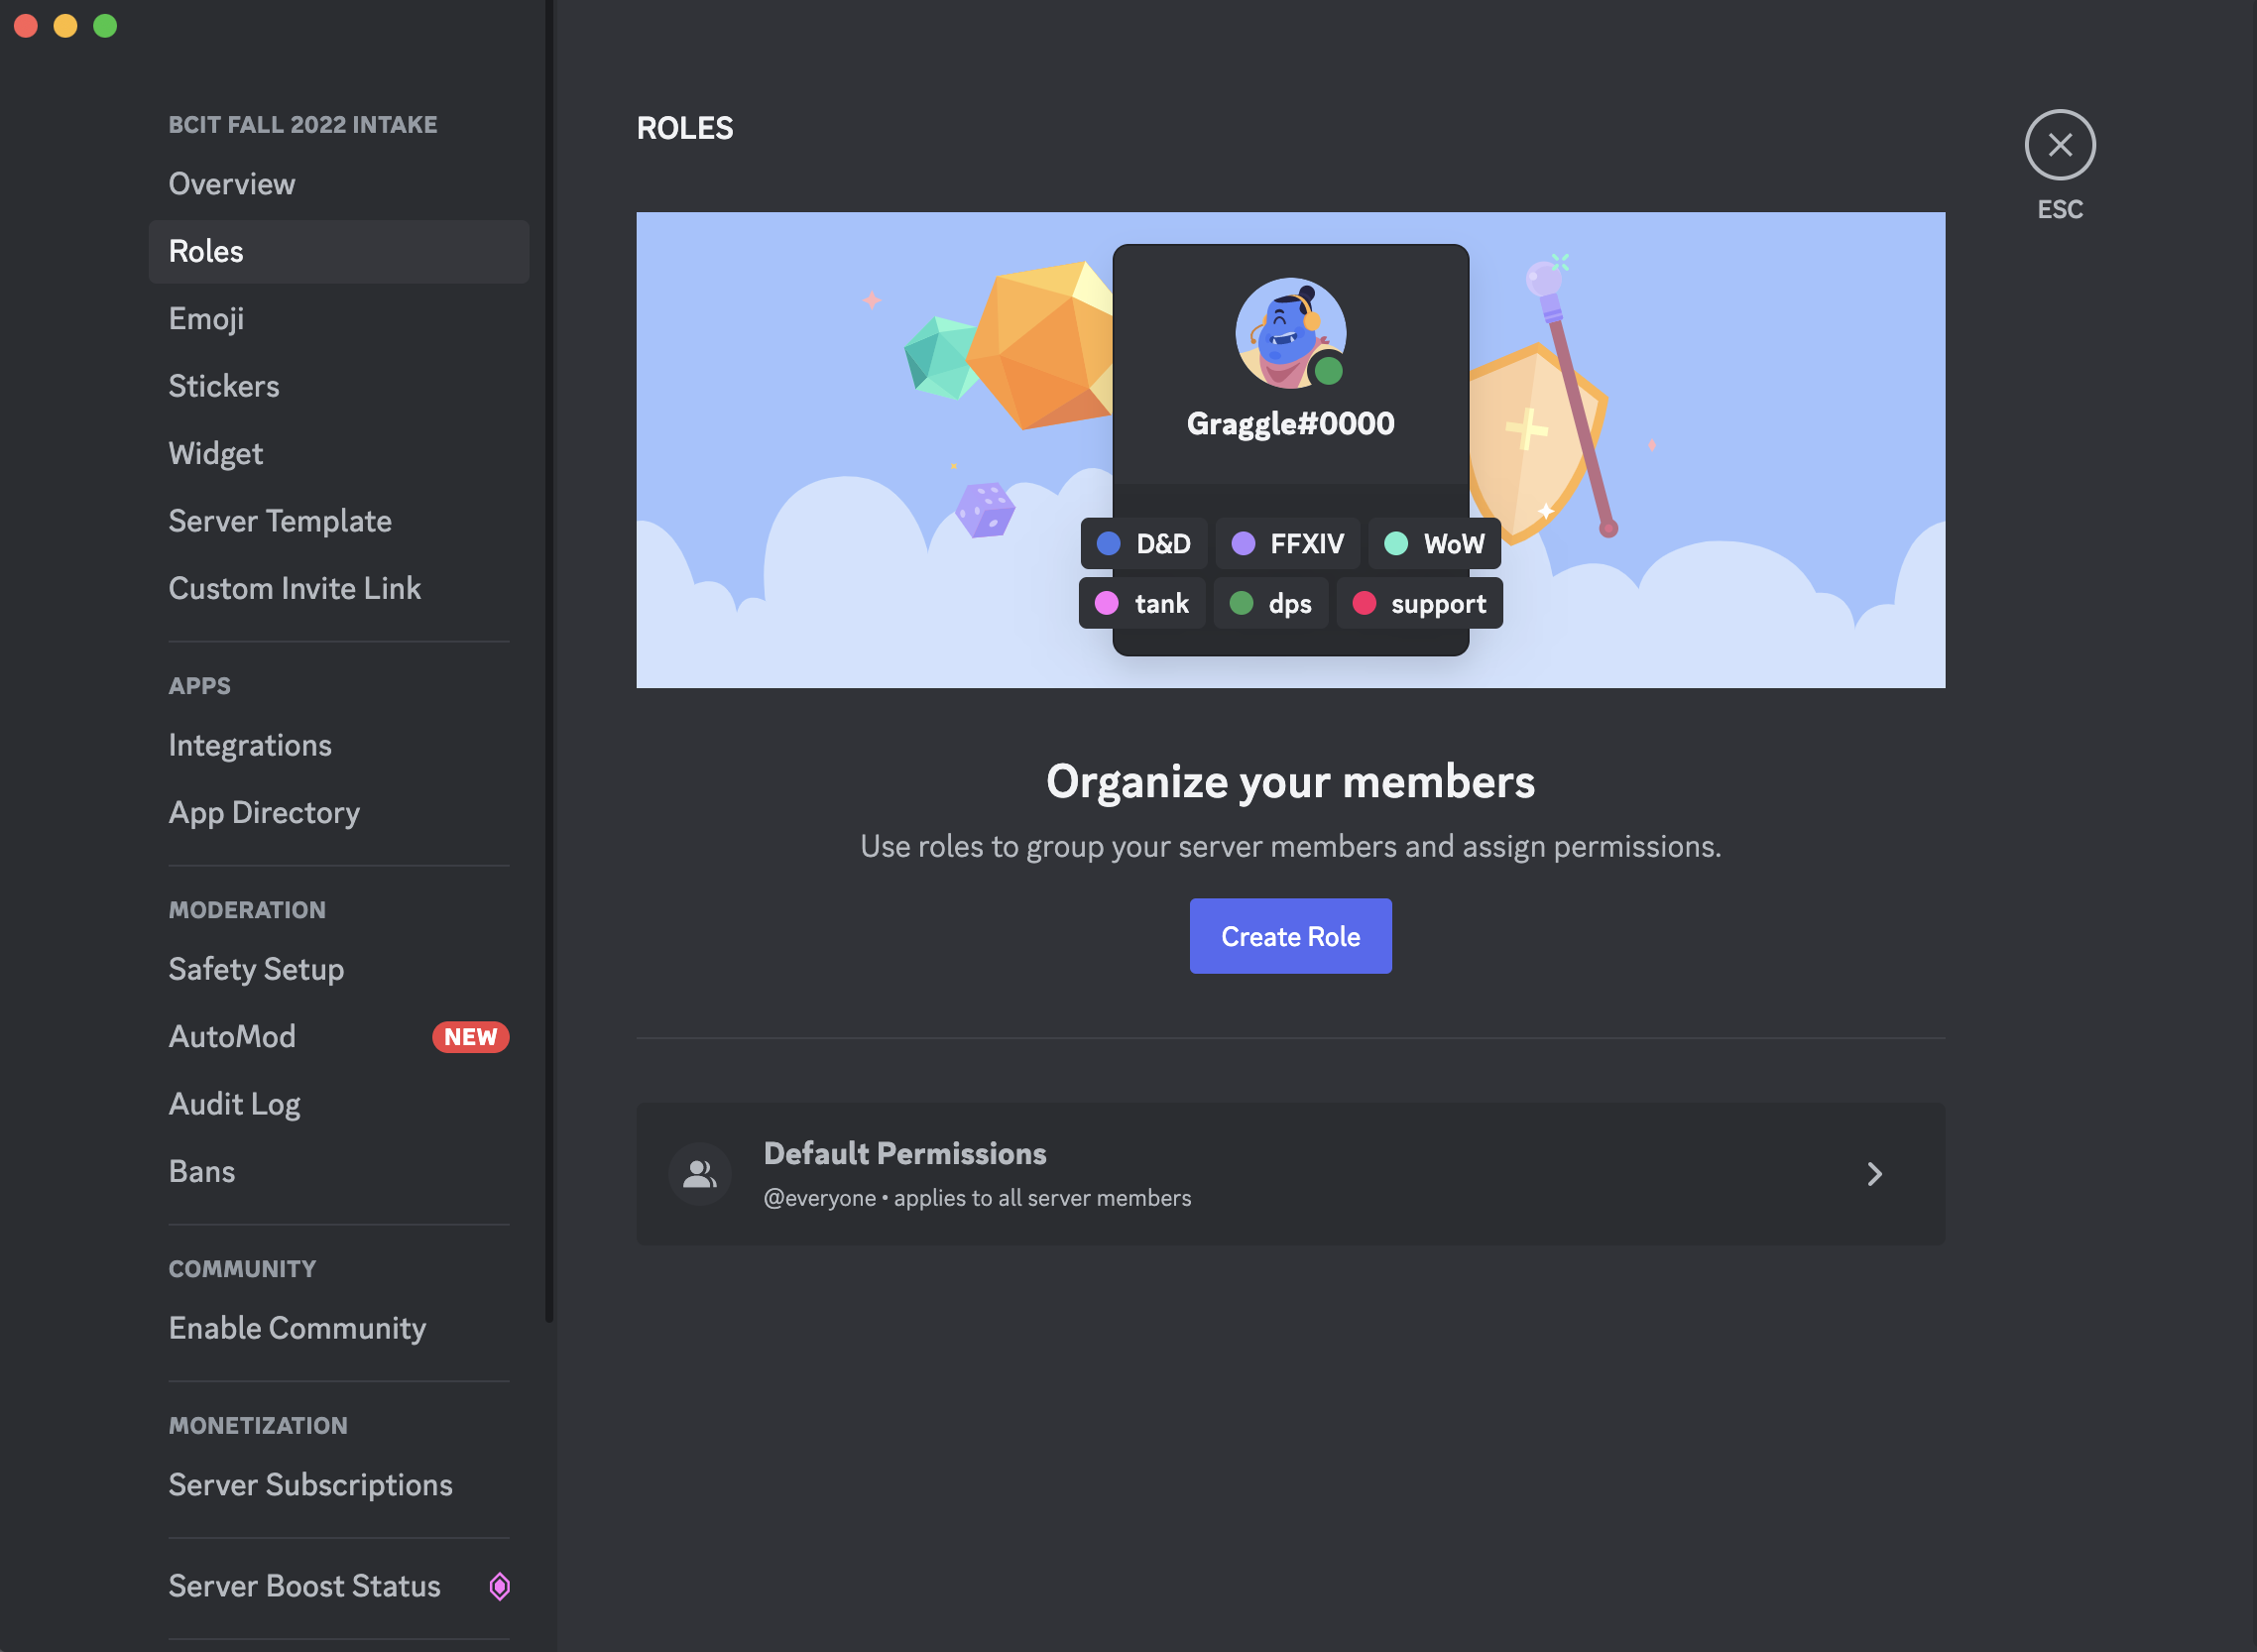 BCIT FALL 2022 INTAKE
Overview
Roles
Emoji
Stickers
Widget
Server Template
Custom Invite Link
APPS
Integrations
App Directory
MODERATION
Safety Setup
AutoMod NEW
Audit Log
Bans
COMMUNITY
Enable Community
MONETIZATION
Server Subscriptions
Server Boost Status
ROLES
ESC
Graggle#0000
D&D FFXIV WoW
tank dps support
Organize your members
Use roles to group your server members and assign permissions.
Create Role
Default Permissions
@everyone • applies to all server members